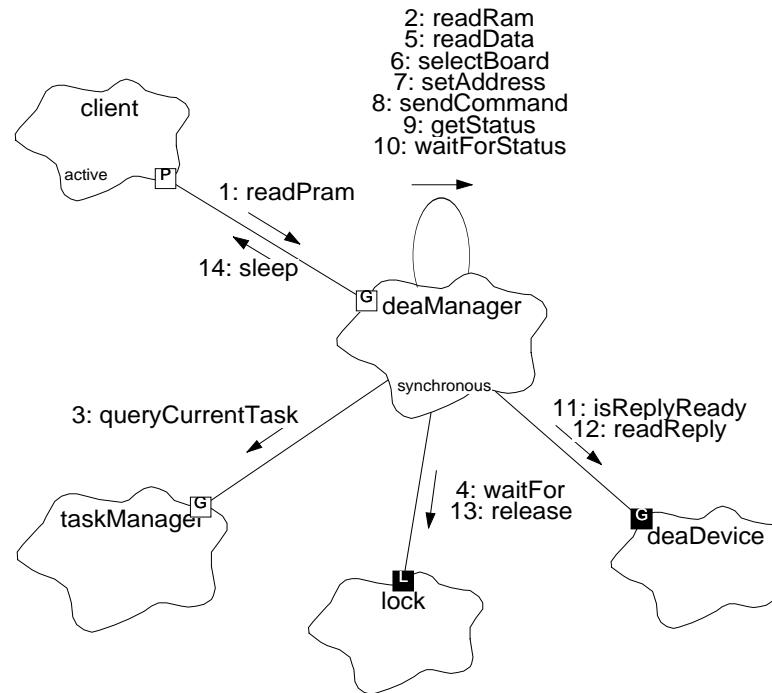 2: readRam
5: readData
6: selectBoard
7: setAddress
8: sendCommand
9: getStatus
10: waitForStatus
client
active
P
1: readPram
14: sleep
G
deaManager
synchronous
3: queryCurrentTask
11: isReplyReady
12: readReply
4: waitFor
13: release
G
taskManager
G
deaDevice
L
lock